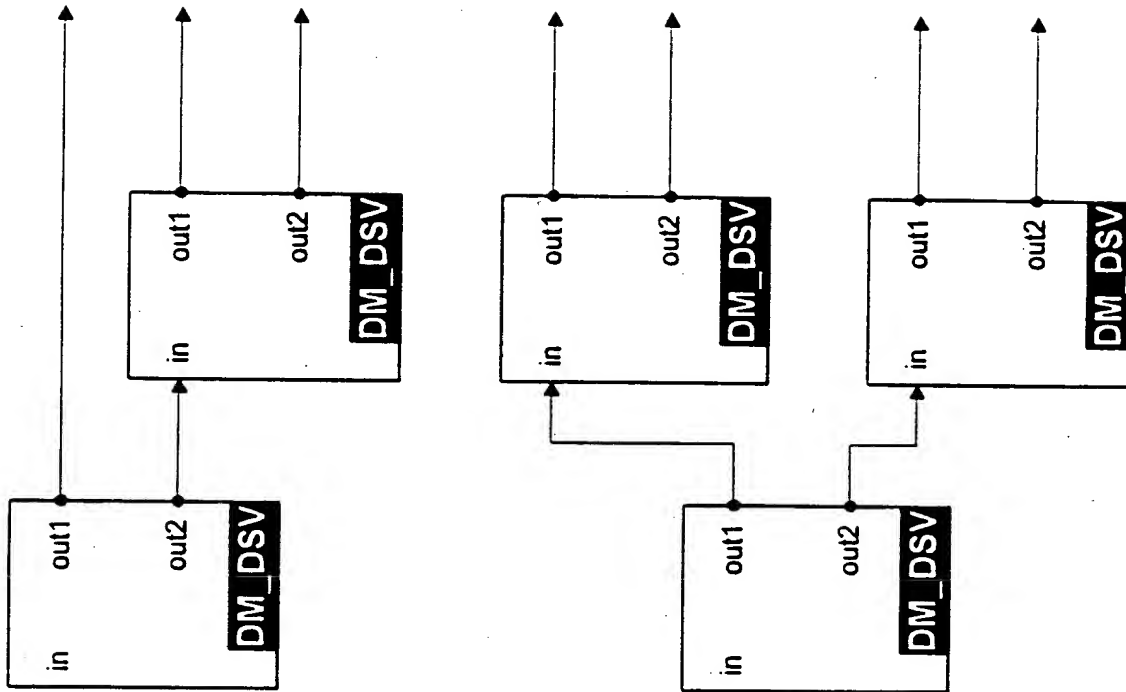 in
out1
out2
DM_DSV
in
out1
out2
DM_DSV
in
out1
out2
DM_DSV
in
out1
out2
DM_DSV
in
out1
out2
DM_DSV